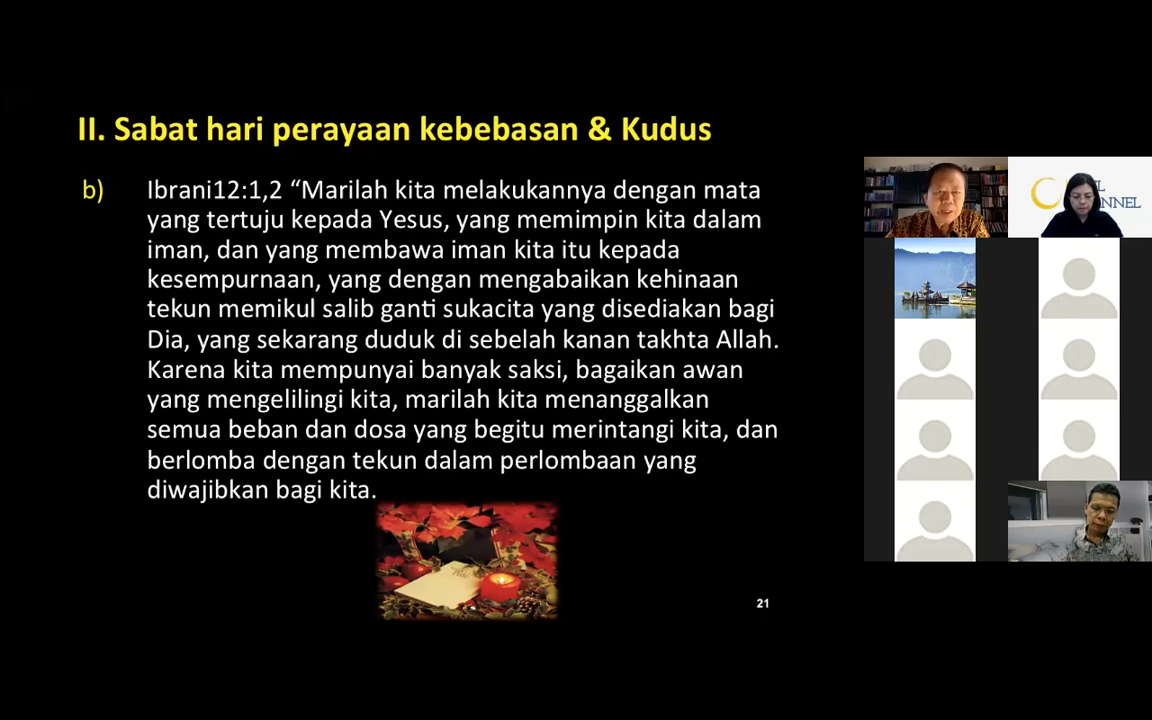 II. Sabat hari perayaan kebebasan & Kudus
b) Ibrani12:1,2 “Marilah kita melakukannya dengan mata
yang tertuju kepada Yesus, yang memimpin kita dalam
iman, dan yang membawa iman kita itu kepada
kesempurnaan, yang dengan mengabaikan kehinaan
tekun memikul salib ganti sukacita yang disediakan bagi
Dia, yang sekarang duduk di sebelah kanan takhta Allah.
Karena kita mempunyai banyak saksi, bagaikan awan
yang mengelilingi kita, marilah kita menanggalkan
semua beban dan dosa yang begitu merintangi kita, dan
berlomba dengan tekun dalam perlombaan yang
diwajibkan bagi kita.
21